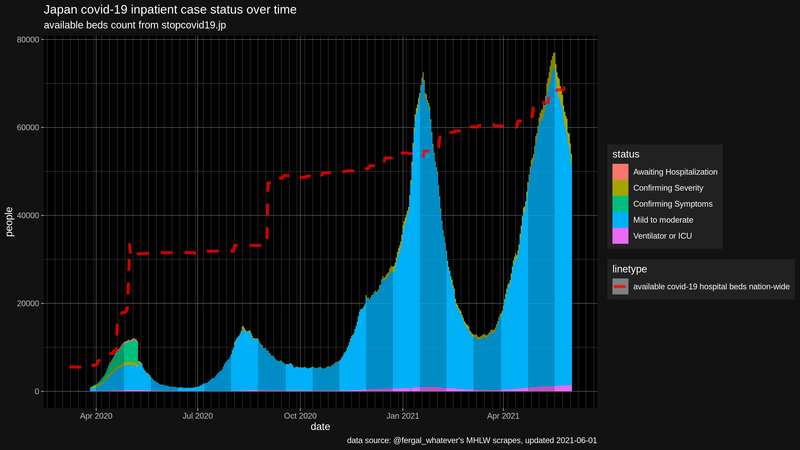 Japan covid-19 inpatient case status over time
available beds count from stopcovid19.jp
80000
60000
40000
20000
0
people
Apr 2020
Jul 2020
Oct 2020
Jan 2021
Apr 2021
date
status
Awaiting Hospitalization
Confirming Severity
Confirming Symptoms
Mild to moderate
Ventilator or ICU
linetype
available covid-19 hospital beds nation-wide
data source: @fergal_whatever's MHLW scrapes, updated 2021-06-01